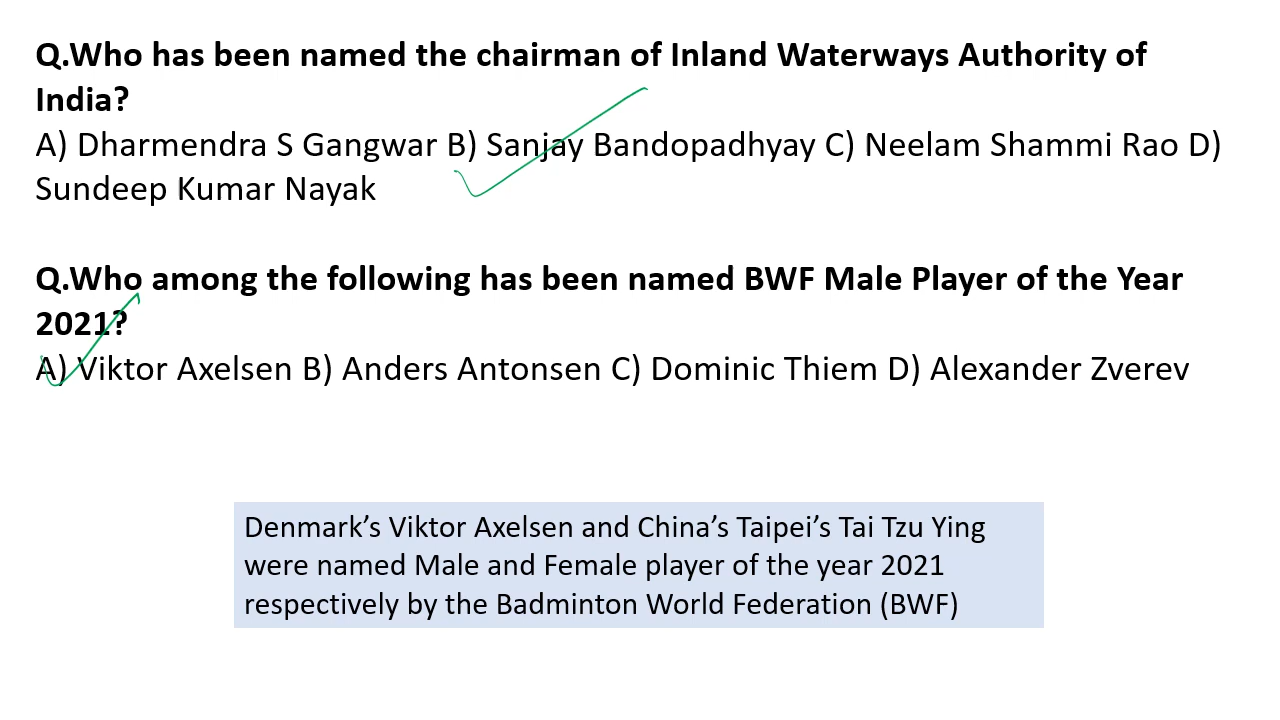 Q.Who has been named the chairman of Inland Waterways Authority of
India?
A) Dharmendra S Gangwar B) Sanjay Bandopadhyay C) Neelam Shammi Rao D)
Sundeep Kumar Nayak
Q.Who among the following has been named BWF Male Player of the Year
2021?
A) Viktor Axelsen B) Anders Antonsen C) Dominic Thiem D) Alexander Zverev
Denmark’s Viktor Axelsen and China’s Taipei’s Tai Tzu Ying
were named Male and Female player of the year 2021
respectively by the Badminton World Federation (BWF)